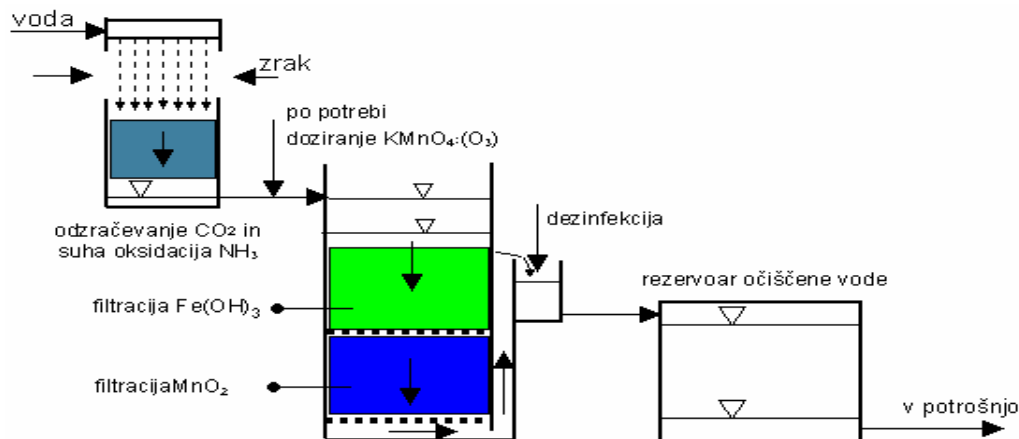 voda
zrak
po potrebi
doziranje KMnO₄:(O₃)
odzračevanje CO₂ in
suha oksidacija NH₃
dezinfekcija
rezervoar očiščene vode
filtracija Fe(OH)₃
filtracijaMnO₂
v potrošnjo